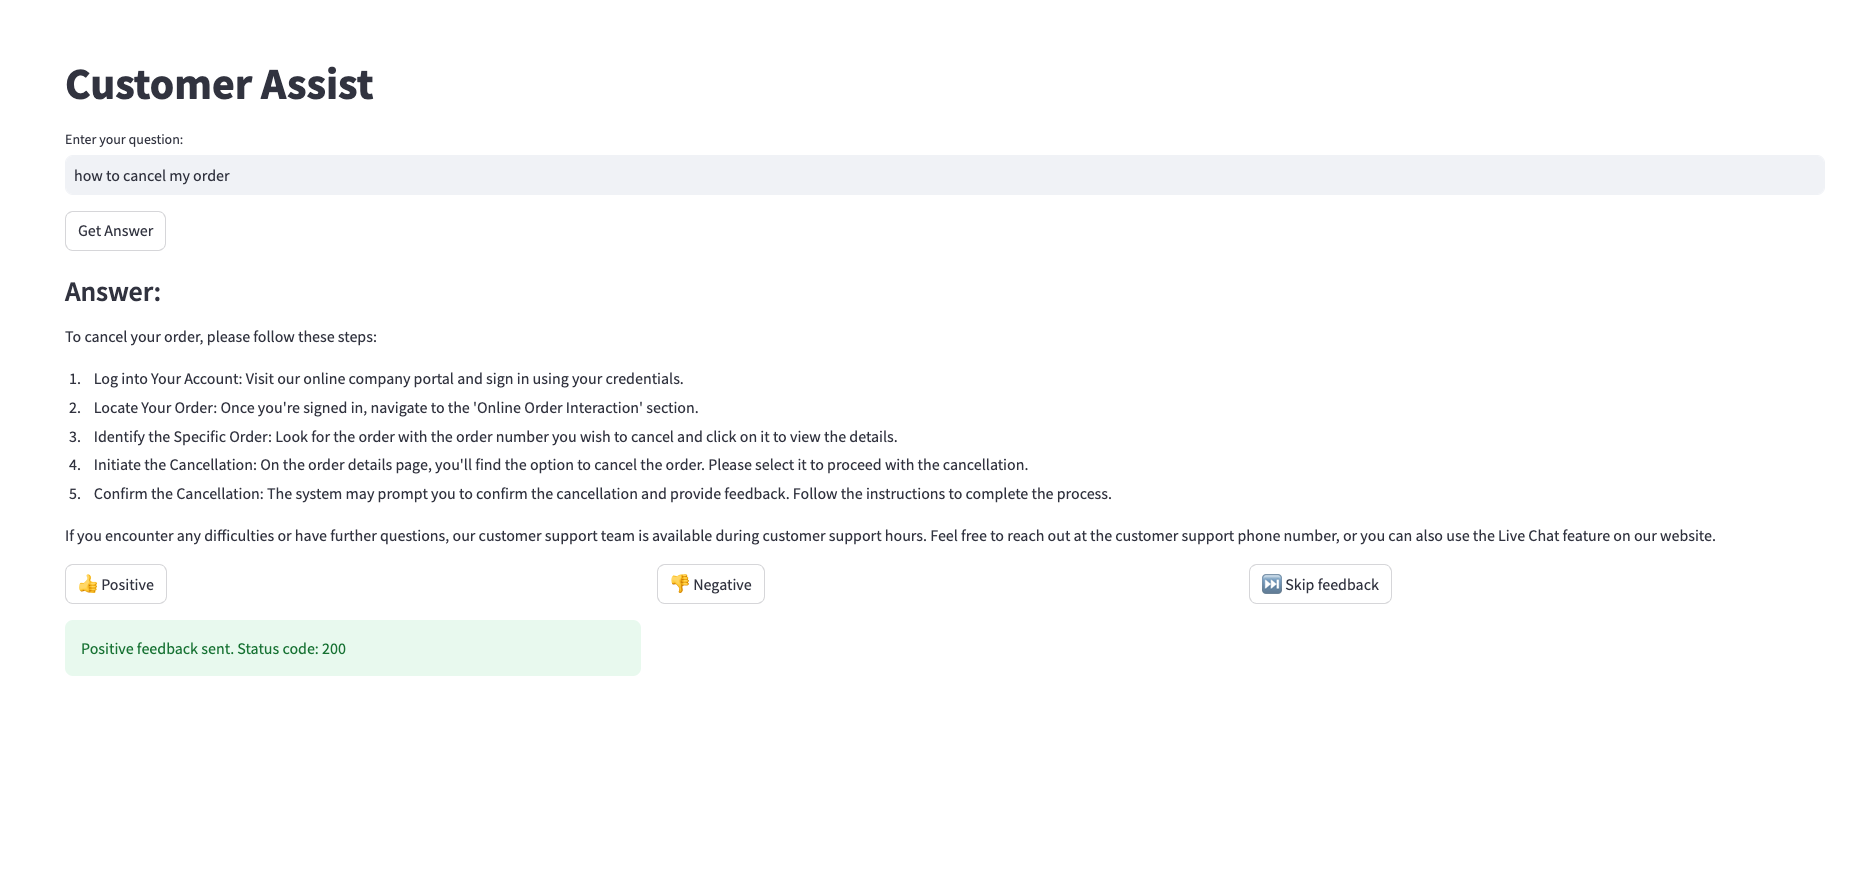 Customer Assist
Enter your question:
how to cancel my order
Get Answer
Answer:
To cancel your order, please follow these steps:
1. Log into Your Account: Visit our online company portal and sign in using your credentials.
2. Locate Your Order: Once you're signed in, navigate to the 'Online Order Interaction' section.
3. Identify the Specific Order: Look for the order with the order number you wish to cancel and click on it to view the details.
4. Initiate the Cancellation: On the order details page, you'll find the option to cancel the order. Please select it to proceed with the cancellation.
5. Confirm the Cancellation: The system may prompt you to confirm the cancellation and provide feedback. Follow the instructions to complete the process.
If you encounter any difficulties or have further questions, our customer support team is available during customer support hours. Feel free to reach out at the customer support phone number, or you can also use the Live Chat feature on our website.
👍 Positive 👎 Negative ⏭️ Skip feedback
Positive feedback sent. Status code: 200